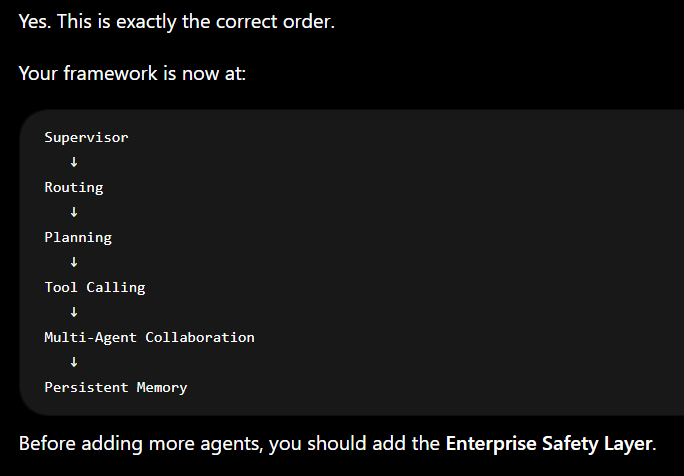 Yes. This is exactly the correct order.
Your framework is now at:
Supervisor
↓
Routing
↓
Planning
↓
Tool Calling
↓
Multi-Agent Collaboration
↓
Persistent Memory
Before adding more agents, you should add the Enterprise Safety Layer.